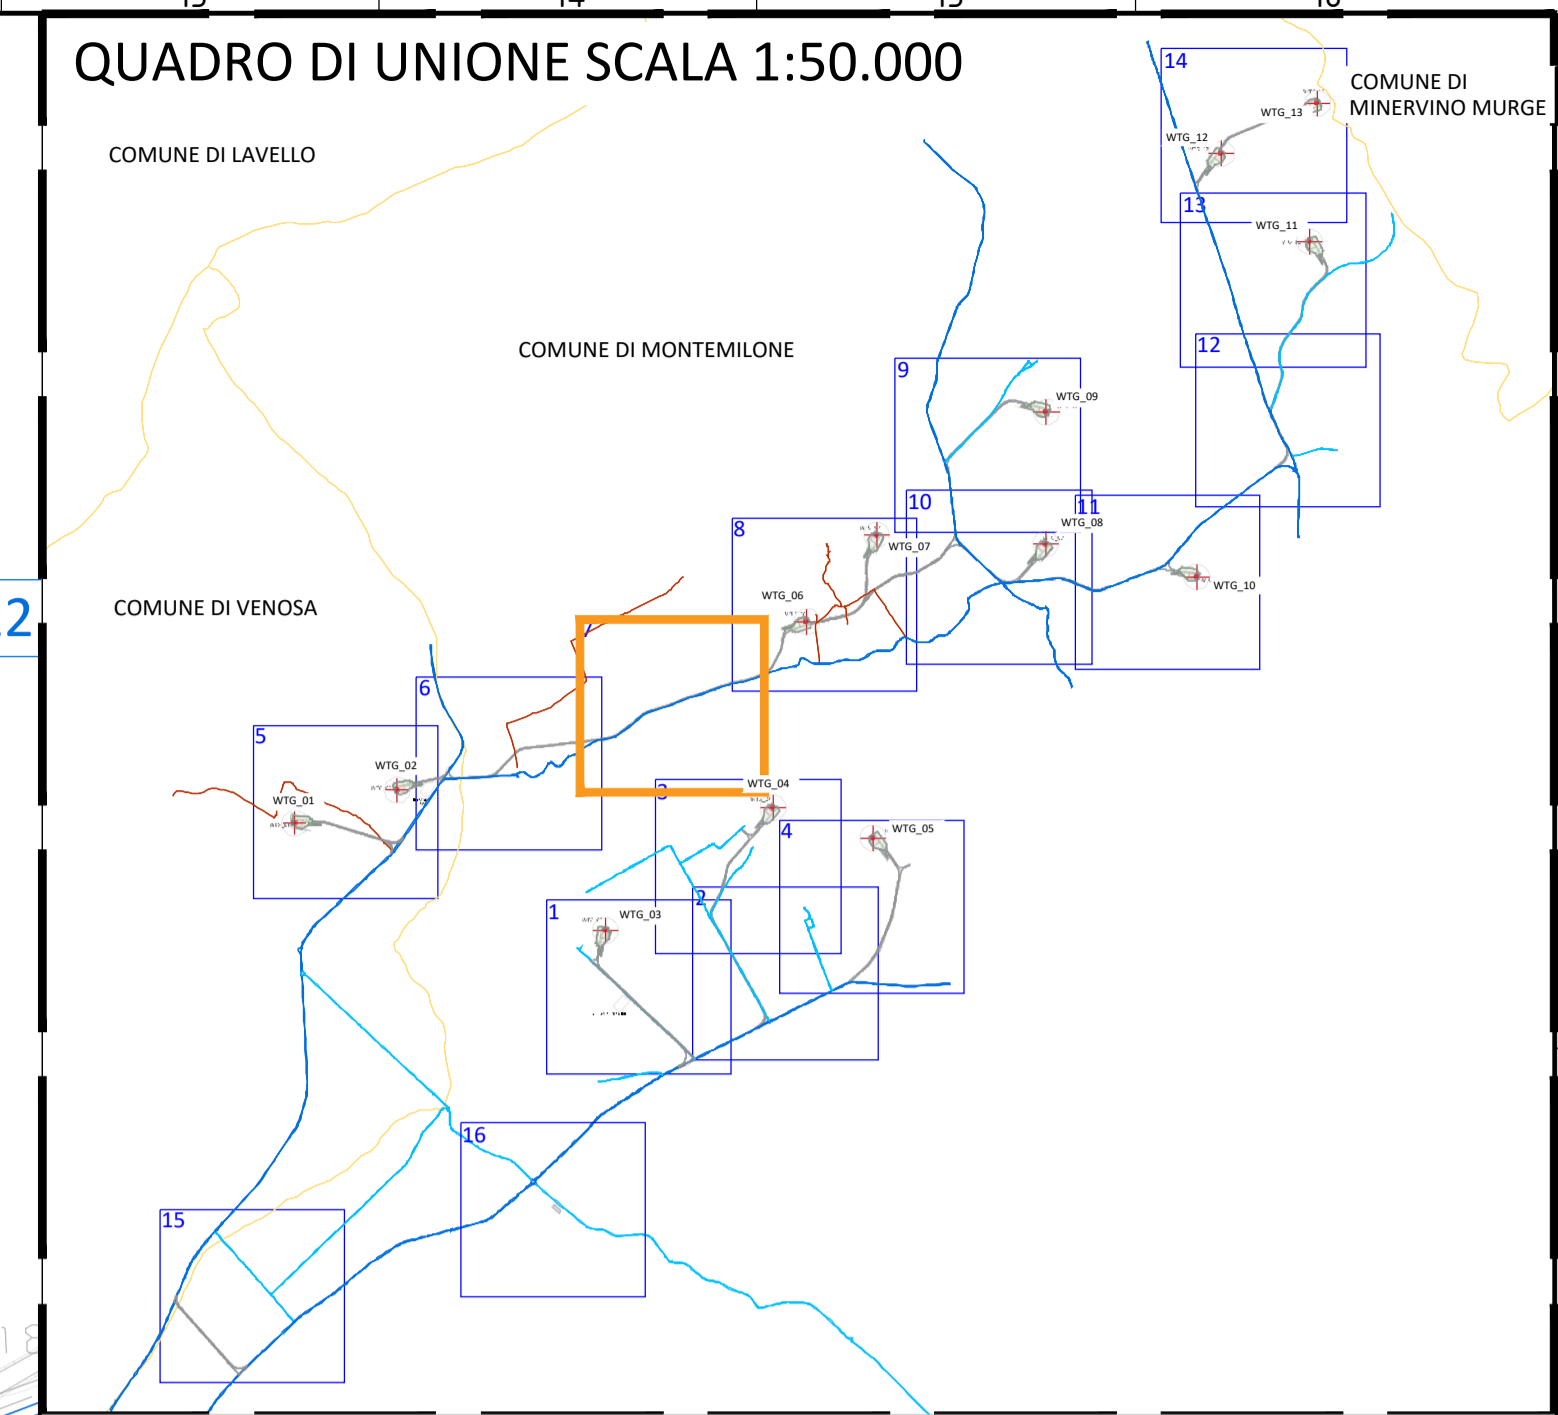 QUADRO DI UNIONE SCALA 1:50.000
14
COMUNE DI
MINERVINO MURGE
WTG_13
WTG_12
COMUNE DI LAVELLO
13
WTG_11
12
COMUNE DI MONTEMILONE
9
WTG_09
10
11
WTG_08
8
WTG_07
WTG_10
WTG_06
COMUNE DI VENOSA
6
5
WTG_02
WTG_01
WTG_04
3
4
WTG_05
2
1
WTG_03
16
15
18